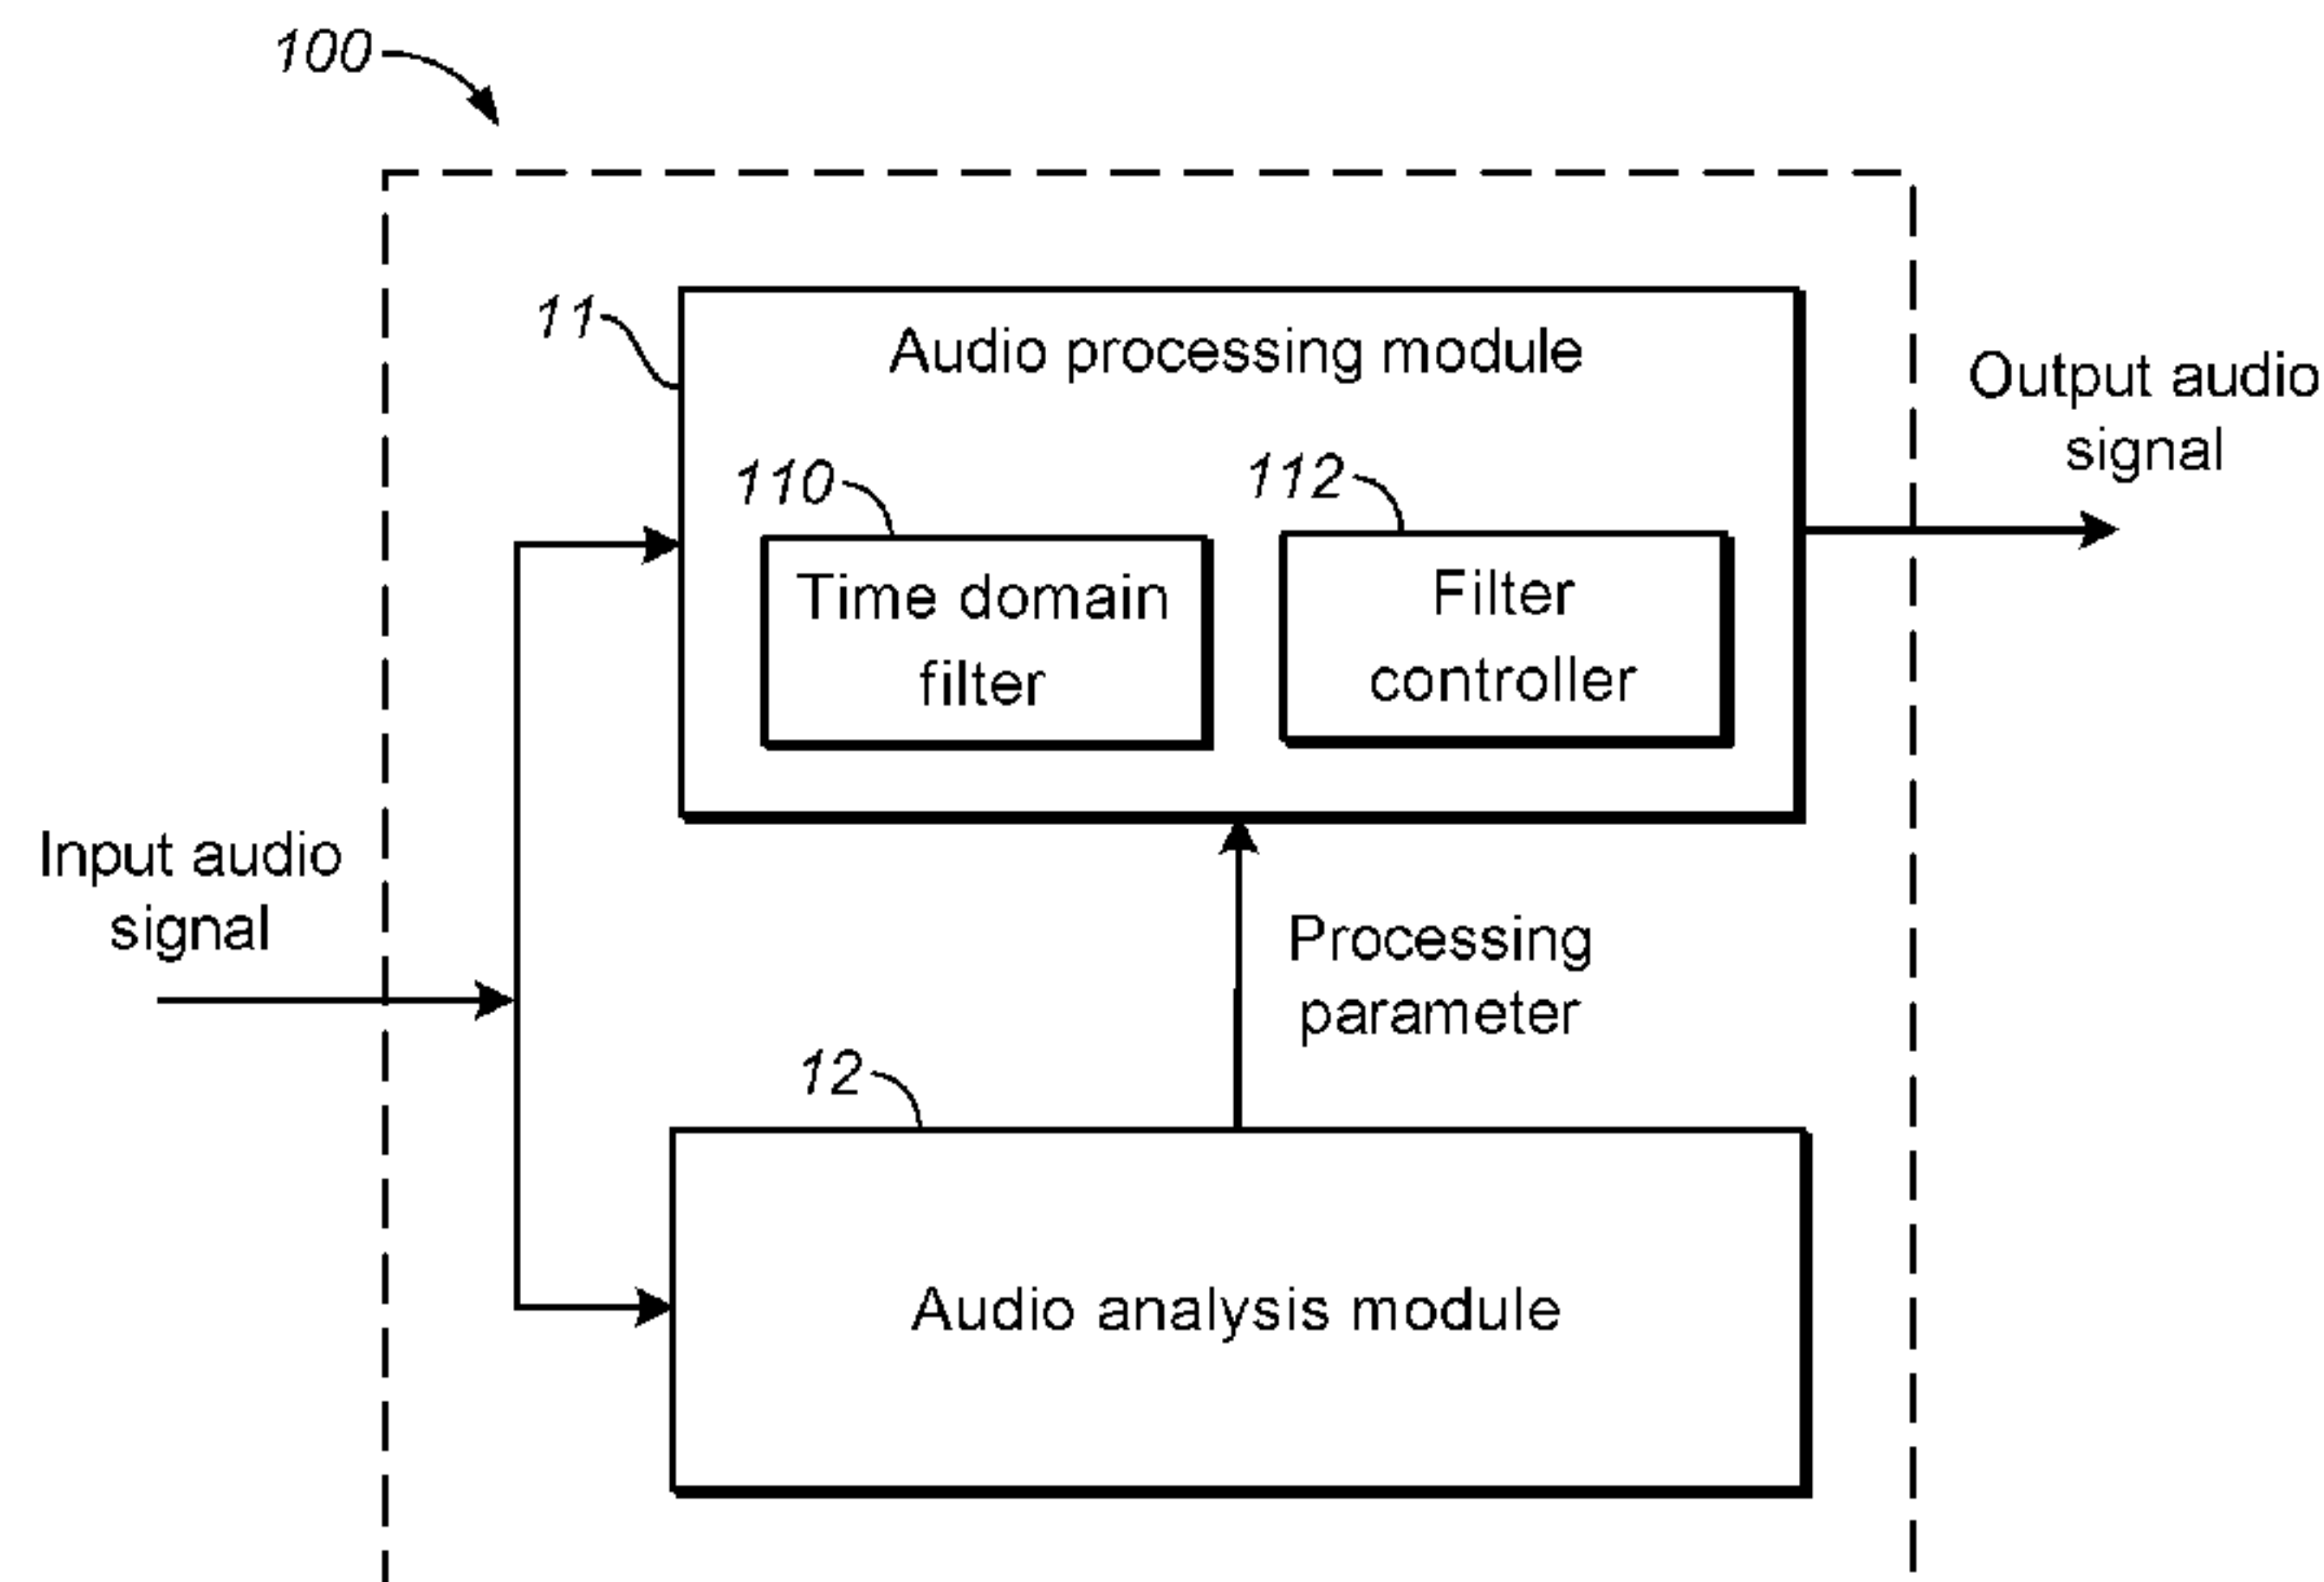 100
11
Audio processing module
Output audio
signal
110
112
Time domain
filter
Filter
controller
Input audio
signal
Processing
parameter
12
Audio analysis module